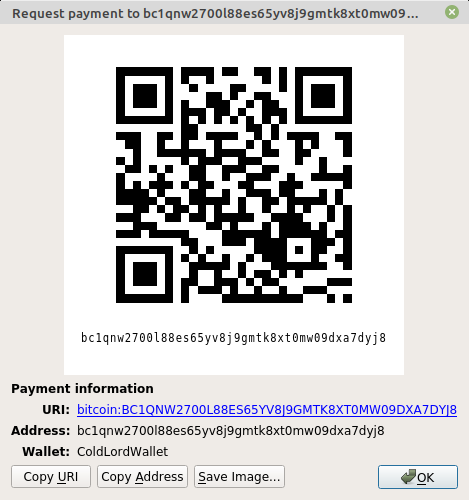 Request payment to bc1qnw2700l88es65yv8j9gmtk8xt0mw09...
bc1qnw2700l88es65yv8j9gmtk8xt0mw09dxa7dyj8
Payment information
URI: bitcoin:BC1QNW2700L88ES65YV8J9GMTK8XT0MW09DXA7DYJ8
Address: bc1qnw2700l88es65yv8j9gmtk8xt0mw09dxa7dyj8
Wallet: ColdLordWallet
Copy URI Copy Address Save Image... OK